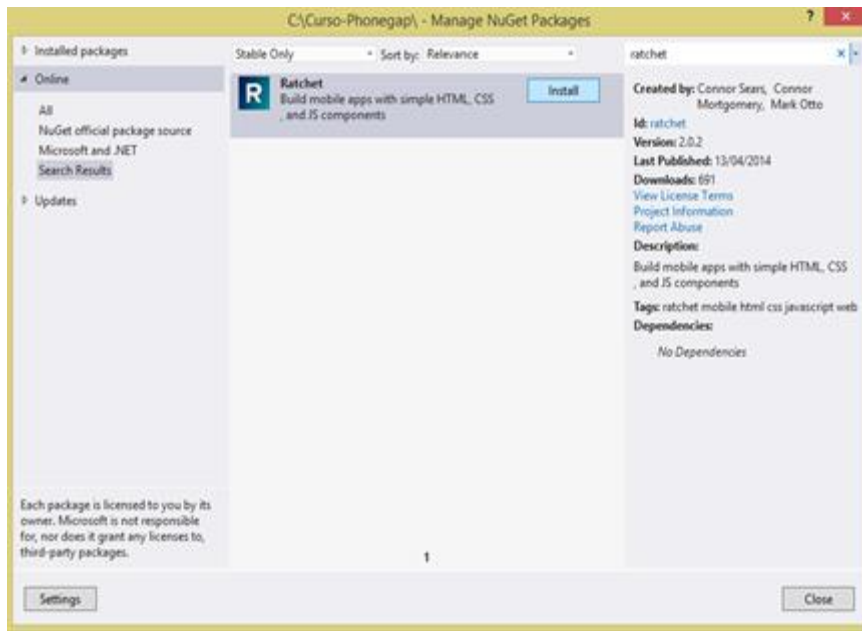 C:\Curso-Phonegap\ - Manage NuGet Packages
?
x
Installed packages
Online
All
NuGet official package source
Microsoft and .NET
Search Results
Updates
Each package is licensed to you by its
owner. Microsoft is not responsible
for, nor does it grant any licenses to,
third-party packages.
Settings
Stable Only
Sort by: Relevance
R
Ratchet
Build mobile apps with simple HTML, CSS
, and JS components
Install
1
ratchet
x
Created by: Connor Sears, Connor
Montgomery, Mark Otto
Id: ratchet
Version: 2.0.2
Last Published: 13/04/2014
Downloads: 691
View License Terms
Project Information
Report Abuse
Description:
Build mobile apps with simple HTML, CSS
, and JS components
Tags: ratchet mobile html css javascript web
Dependencies:
No Dependencies
Close